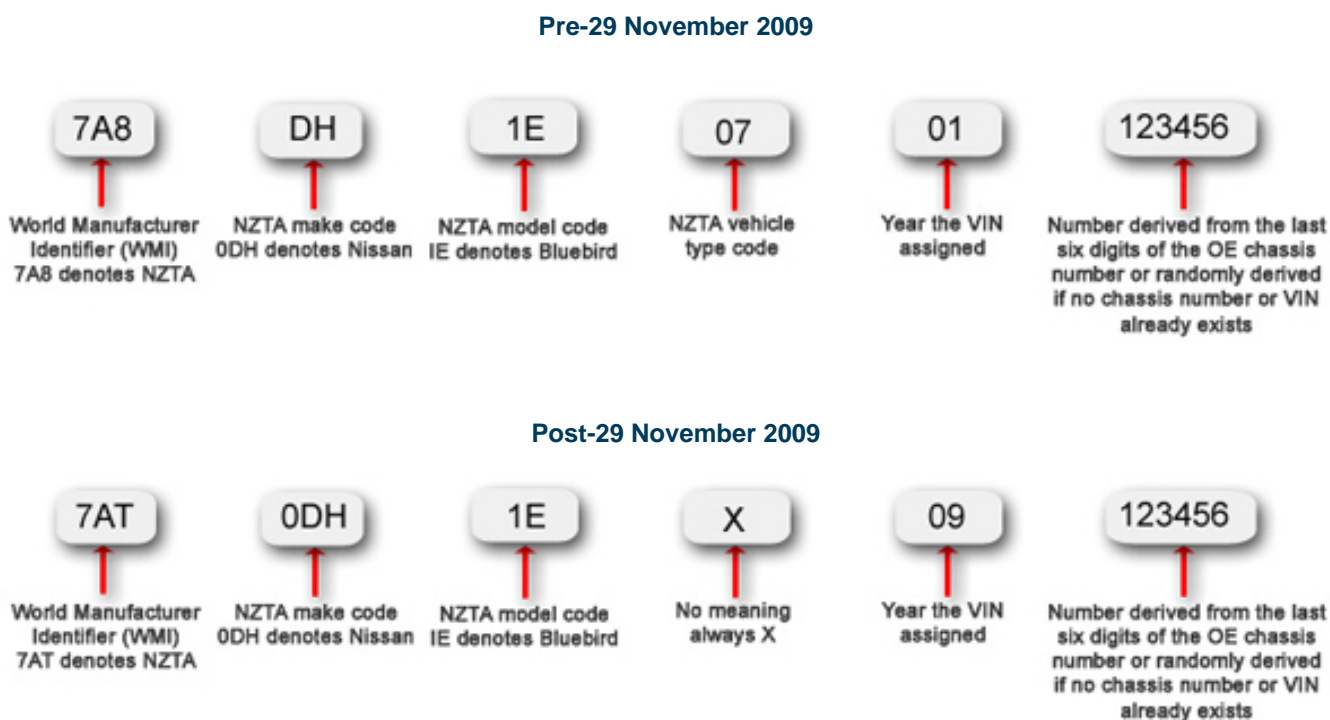 Pre-29 November 2009
7A8
DH
1E
07
01
123456
World Manufacturer
Identifier (WMI)
7A8 denotes NZTA
NZTA make code
0DH denotes Nissan
NZTA model code
IE denotes Bluebird
NZTA vehicle
type code
Year the VIN
assigned
Number derived from the last
six digits of the OE chassis
number or randomly derived
if no chassis number or VIN
already exists
Post-29 November 2009
7AT
0DH
1E
X
09
123456
World Manufacturer
Identifier (WMI)
7AT denotes NZTA
NZTA make code
0DH denotes Nissan
NZTA model code
IE denotes Bluebird
No meaning
always X
Year the VIN
assigned
Number derived from the last
six digits of the OE chassis
number or randomly derived
if no chassis number or VIN
already exists